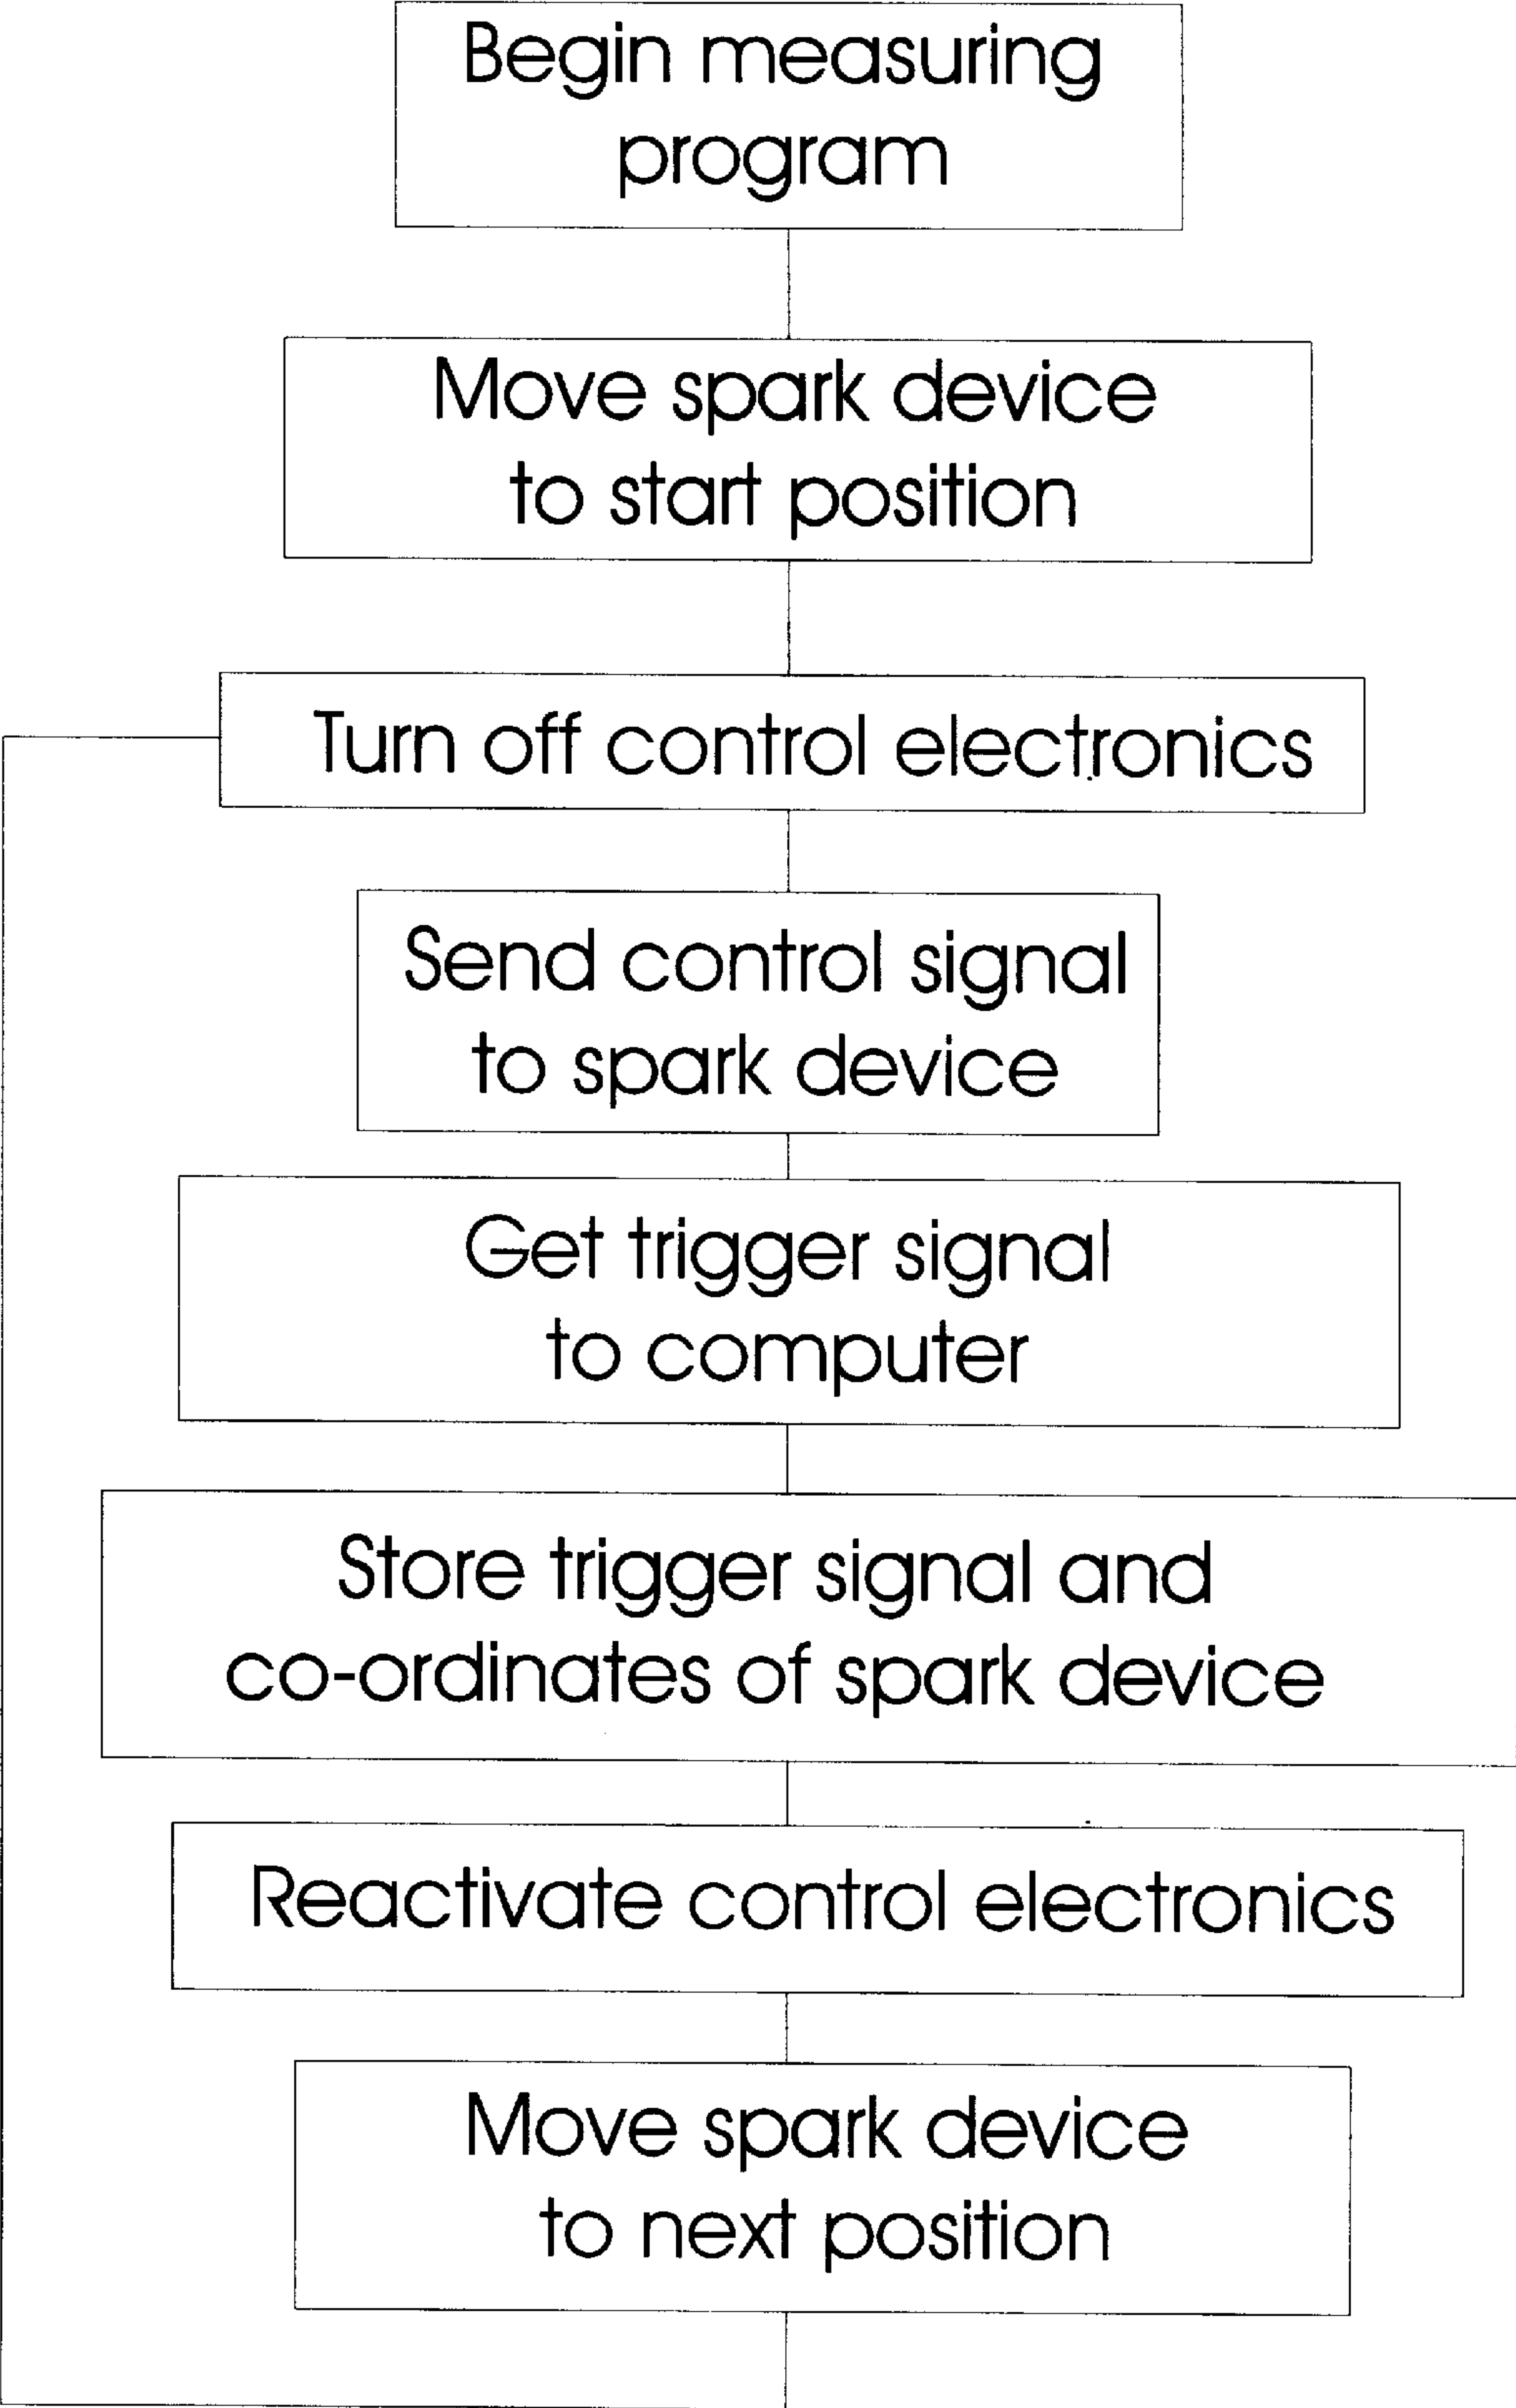 Begin measuring
program
Move spark device
to start position
Turn off control electronics
Send control signal
to spark device
Get trigger signal
to computer
Store trigger signal and
co-ordinates of spark device
Reactivate control electronics
Move spark device
to next position